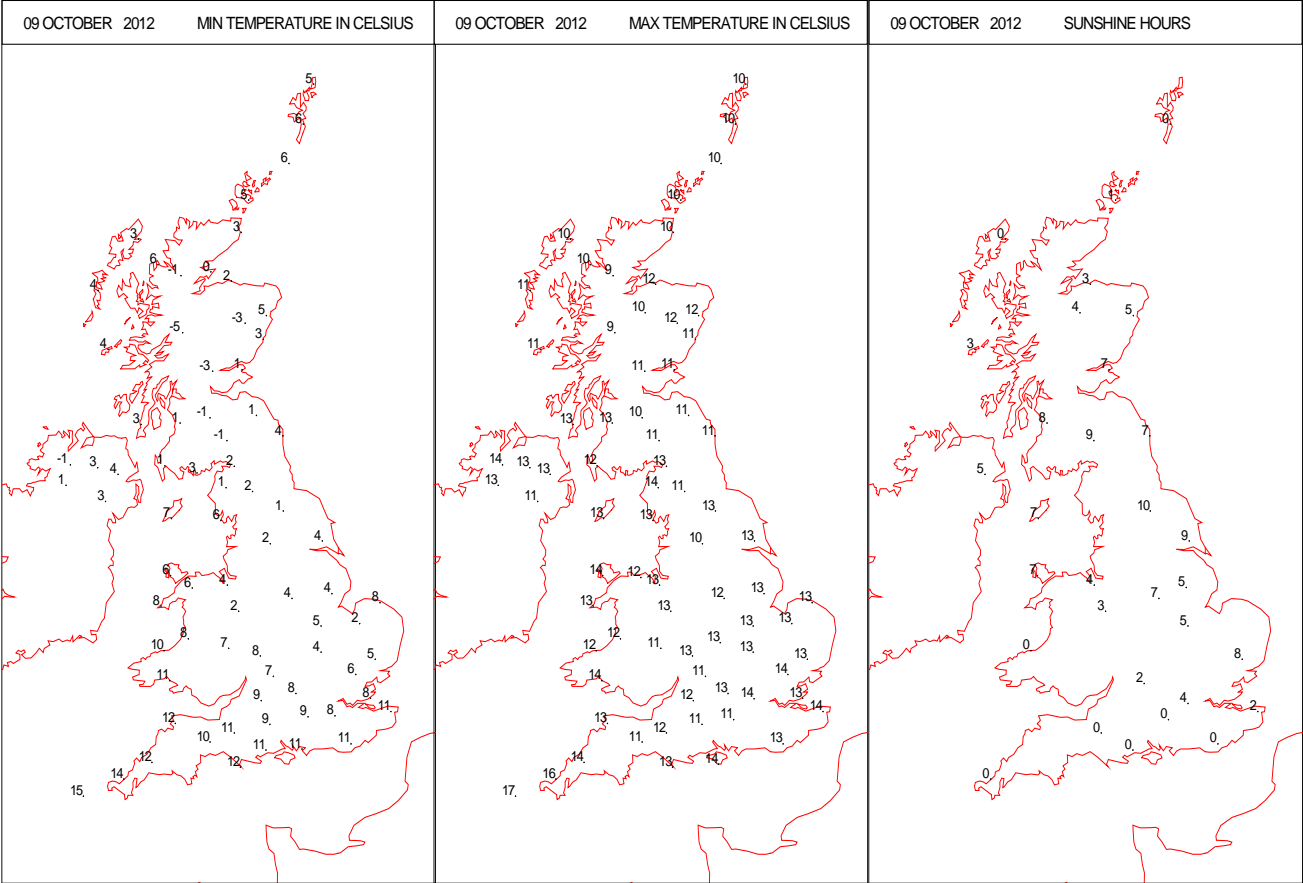 09 OCTOBER 2012 MIN TEMPERATURE IN CELSIUS
5
6
6
5
3
3
6 -1 0 2
4
5
-3
-5 3
4
-3 1
3 1 -1 1
-1 4
-1 3 4 1 3 2
1 3 1 2
7 6 1
2 4
6 6 4 4 4
8 2 8
5 2
10 8 7 8 4 5
11 7 6
9 8 8
12 11 9 9 8 11
10 11 11 11
12 12
14
15
09 OCTOBER 2012 MAX TEMPERATURE IN CELSIUS
10
10
10
10
10
10
10 9 12
11
10 12 12
9 11
11
11 11
13 13 10 11
11 11
14 13 13 12 13
13 11 14 11
13 13 13
10 13
14 12 13 12 13
13 13 13
13 13
12 12 11 13 13 13 13
14 11 14
12 13 14 13
13 12 11 11 14
11 13
14 13 14
16
17
09 OCTOBER 2012 SUNSHINE HOURS
0
1
0
3
4 5
3
7
8 9 7
5
7 10
9
7 4 7 5
3
5
0 8
2
4 2
0 0
0 0
0